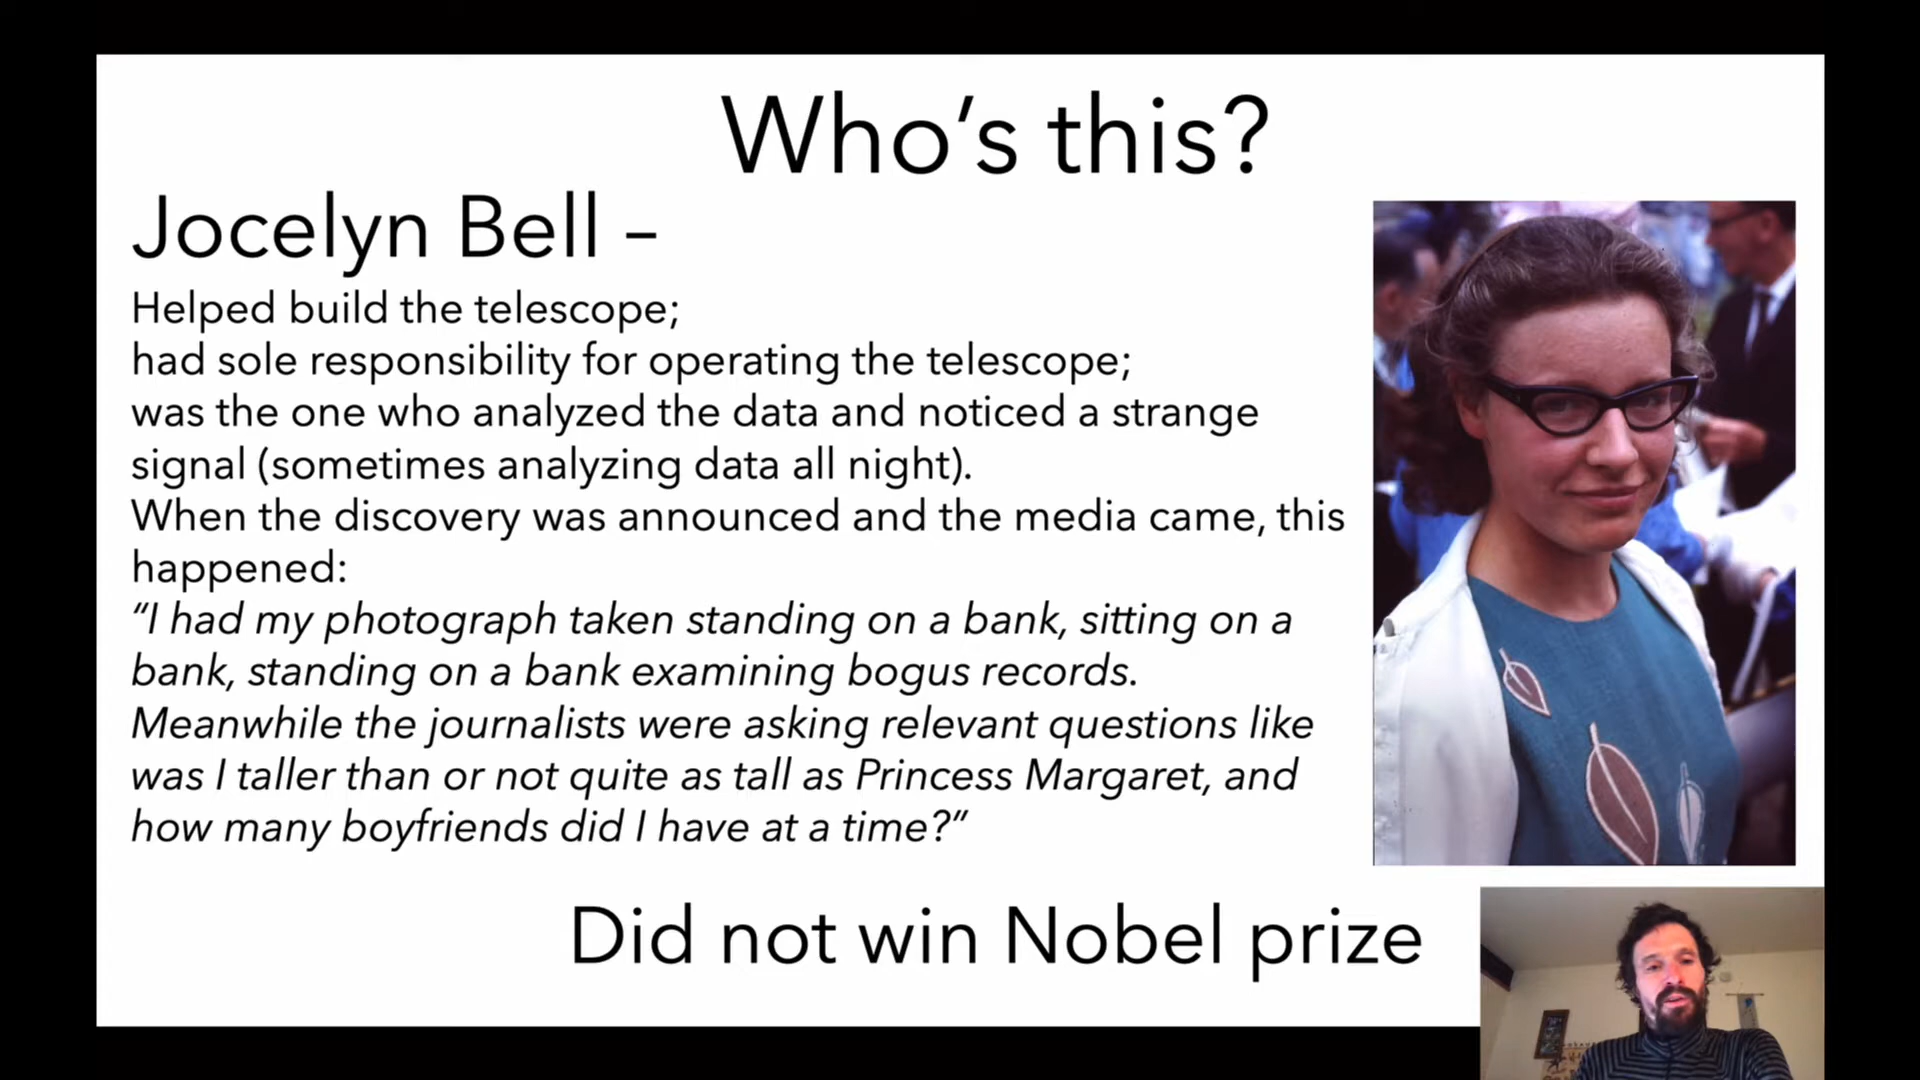 Who's this?
Jocelyn Bell –
Helped build the telescope;
had sole responsibility for operating the telescope;
was the one who analyzed the data and noticed a strange
signal (sometimes analyzing data all night).
When the discovery was announced and the media came, this
happened:
“I had my photograph taken standing on a bank, sitting on a
bank, standing on a bank examining bogus records.
Meanwhile the journalists were asking relevant questions like
was I taller than or not quite as tall as Princess Margaret, and
how many boyfriends did I have at a time?”
Did not win Nobel prize